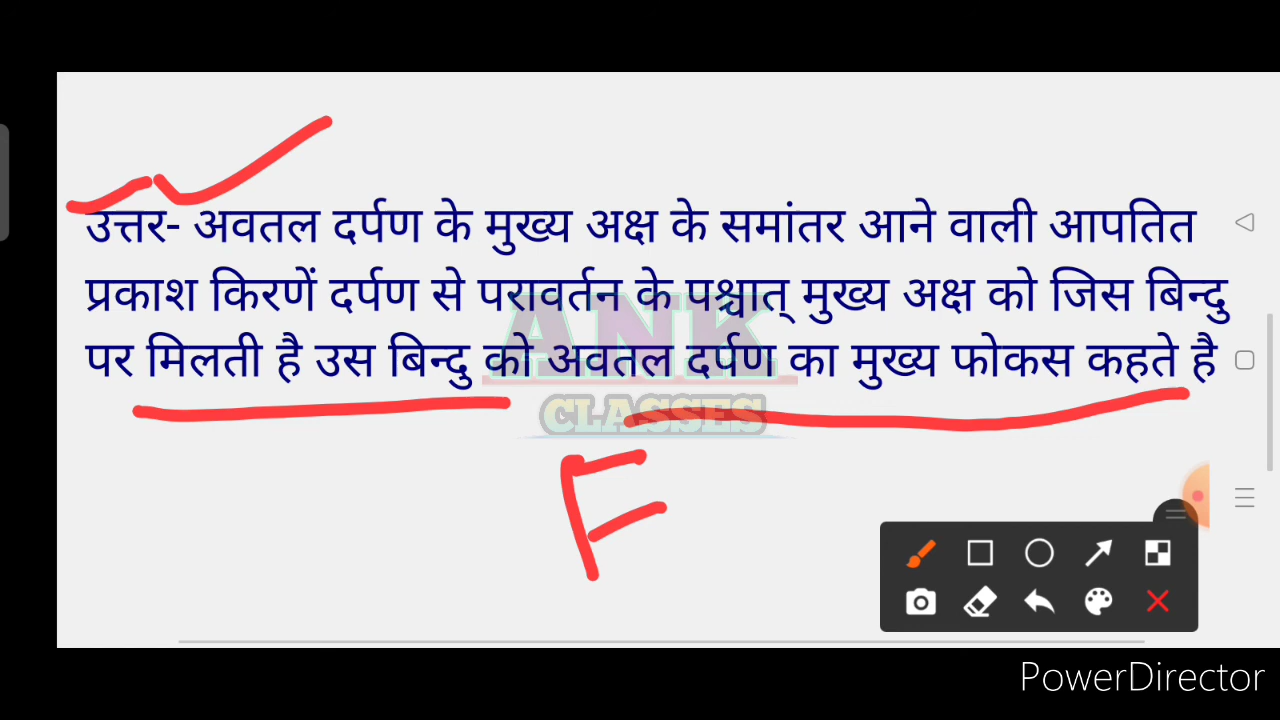 उत्तर- अवतल दर्पण के मुख्य अक्ष के समांतर आने वाली आपतित
प्रकाश किरणें दर्पण से परावर्तन के पश्चात् मुख्य अक्ष को जिस बिन्दु
पर मिलती है उस बिन्दु को अवतल दर्पण का मुख्य फोकस कहते है
ANK
CLASSES
F
PowerDirector